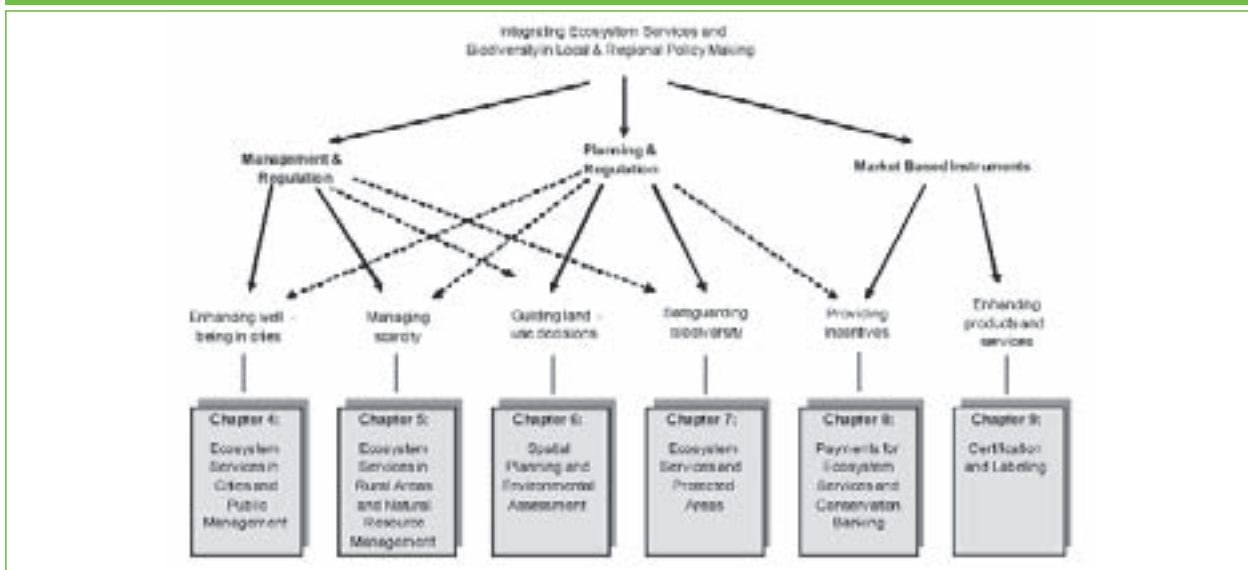 Integrating Ecosystem Services and
Biodiversity in Local & Regional Policy Making
Management &
Regulation
Planning &
Regulation
Market Based Instruments
Enhancing well -
being in cities
Managing
scarcity
Guiding land -
use decisions
Safeguarding
biodiversity
Providing
incentives
Enhancing
products and
services
Chapter 4:
Ecosystem
Services in
Cities and
Public
Management
Chapter 5:
Ecosystem
Services in
Rural Areas
and Natural
Resource
Management
Chapter 6:
Spatial
Planning and
Environmental
Assessment
Chapter 7:
Ecosystem
Services and
Protected
Areas
Chapter 8:
Payments for
Ecosystem
Services and
Conservation
Banking
Chapter 9:
Certification
and Labeling